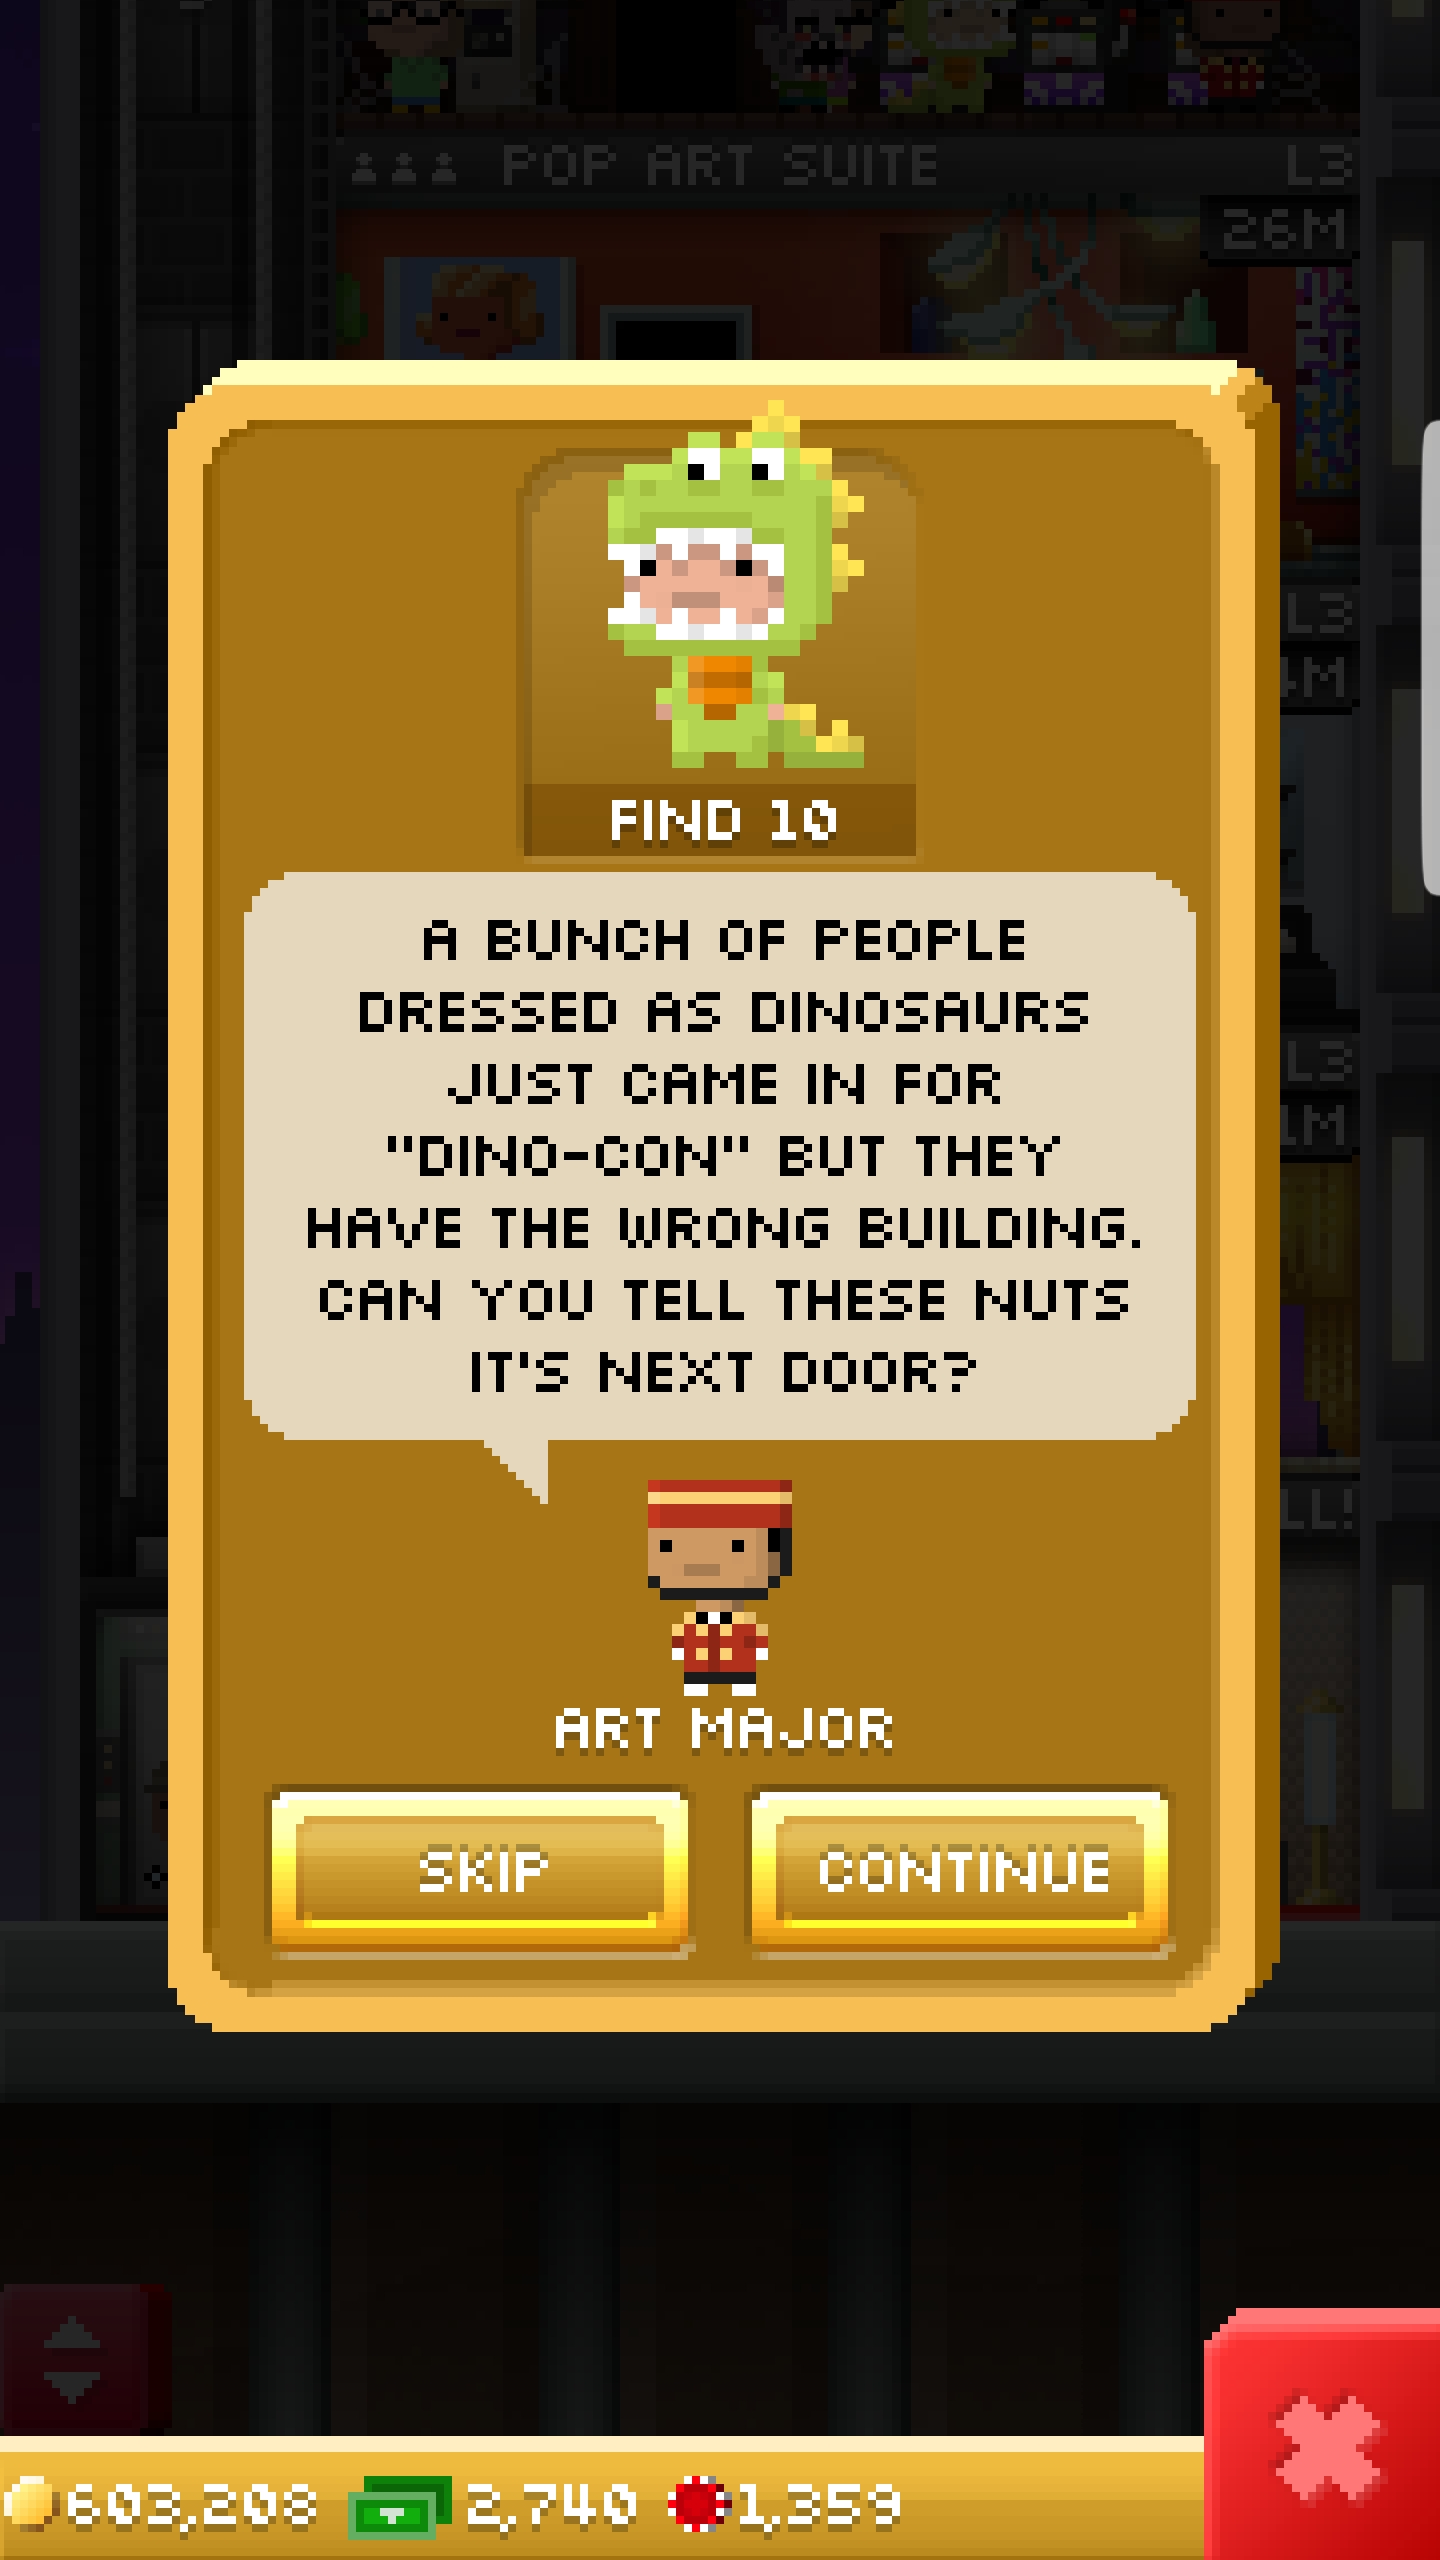 POP ART SUITE L3
26M
FIND 10
L3
A BUNCH OF PEOPLE
DRESSED AS DINOSAURS
JUST CAME IN FOR
"DINO-CON" BUT THEY
HAVE THE WRONG BUILDING.
CAN YOU TELL THESE NUTS
IT'S NEXT DOOR?
L3
ART MAJOR
SKIP CONTINUE
603,208 2,740 1,359